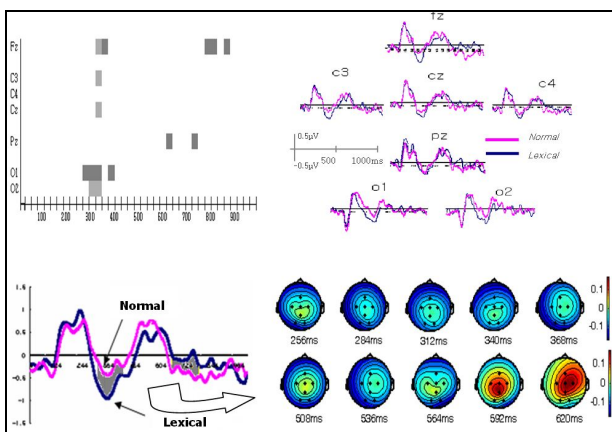 Fz
C3
C4
Cz
Pz
O1
O2
100 200 300 400 500 600 700 800 900
fz
c3 cz c4
pz
o1 o2
0.5µV
-0.5µV
500 1000ms
Normal
Lexical
1.5
1
0.5
0
-0.5
-1
-1.5
244
Normal
Lexical
256ms 284ms 312ms 340ms 368ms
0.1
0
-0.1
508ms 536ms 564ms 592ms 620ms
0.1
0
-0.1